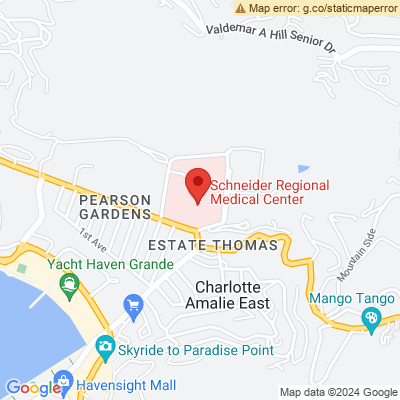 Map error: g.co/staticmaperror
Valdemar A Hill Senior Dr
Schneider Regional
Medical Center
PEARSON
GARDENS
1st Ave
ESTATE THOMAS
Yacht Haven Grande
Mountain Side
Charlotte
Amalie East
Mango Tango
Skyride to Paradise Point
Havensight Mall
Google
Map data ©2024 Google